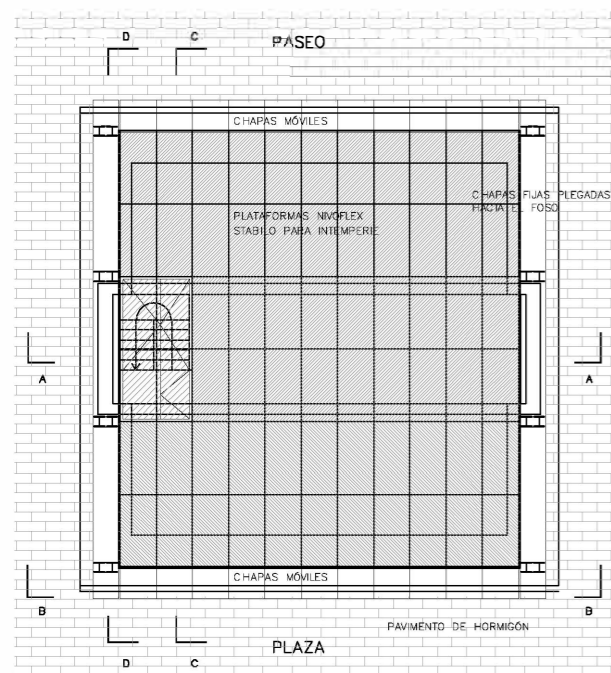 D
C
PASEO
CHAPAS MÓVILES
CHAPAS FIJAS PLEGADAS
HACIA EL FOSO
PLATAFORMAS NIVOFLEX
STABILO PARA INTEMPERIE
A
A
CHAPAS MÓVILES
B
B
PAVIMENTO DE HORMIGÓN
PLAZA
D
C